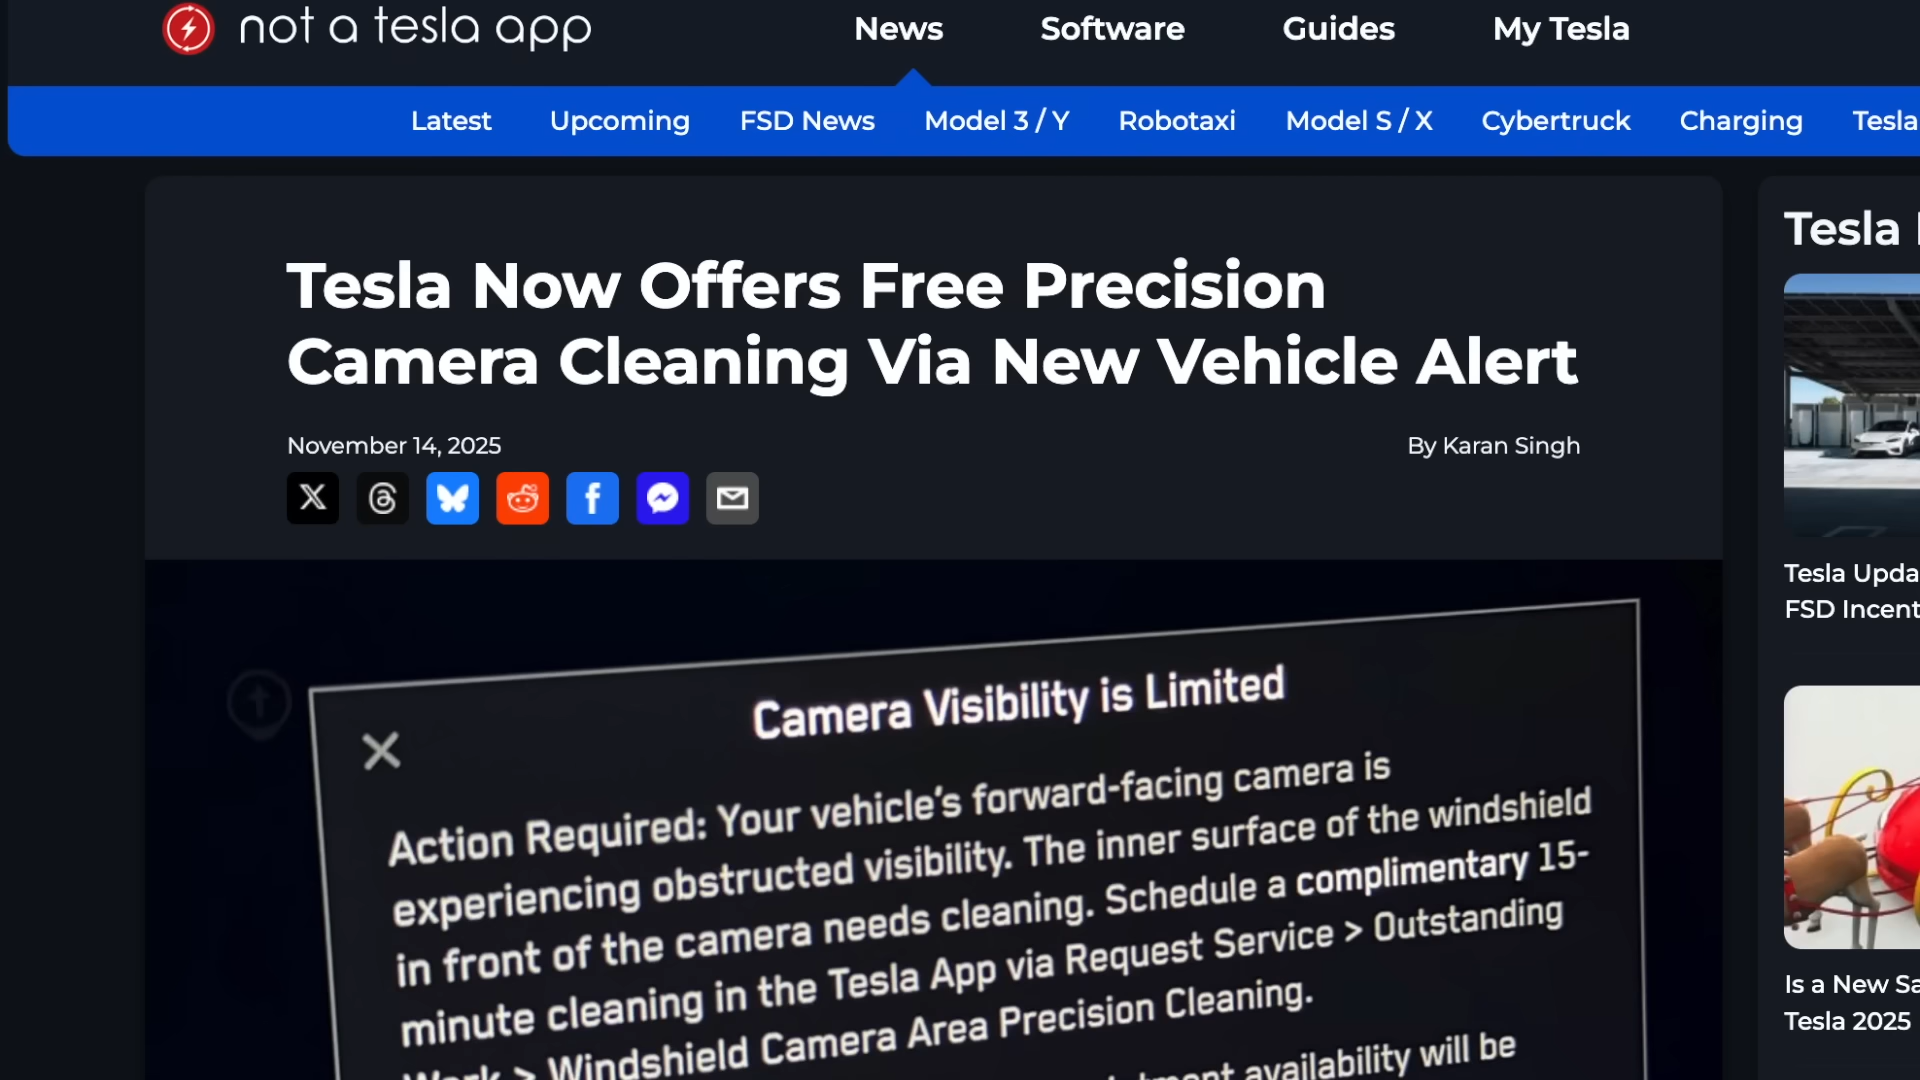 not a tesla app
News Software Guides My Tesla
Latest Upcoming FSD News Model 3 / Y Robotaxi Model S / X Cybertruck Charging Tesla
Tesla Now Offers Free Precision
Camera Cleaning Via New Vehicle Alert
November 14, 2025
By Karan Singh
Camera Visibility is Limited
Action Required: Your vehicle's forward-facing camera is
experiencing obstructed visibility. The inner surface of the windshield
in front of the camera needs cleaning. Schedule a complimentary 15-
minute cleaning in the Tesla App via Request Service > Outstanding
Work > Windshield Camera Area Precision Cleaning.
availability will be
Tesla
Tesla Upda
FSD Incent
Is a New Sa
Tesla 2025